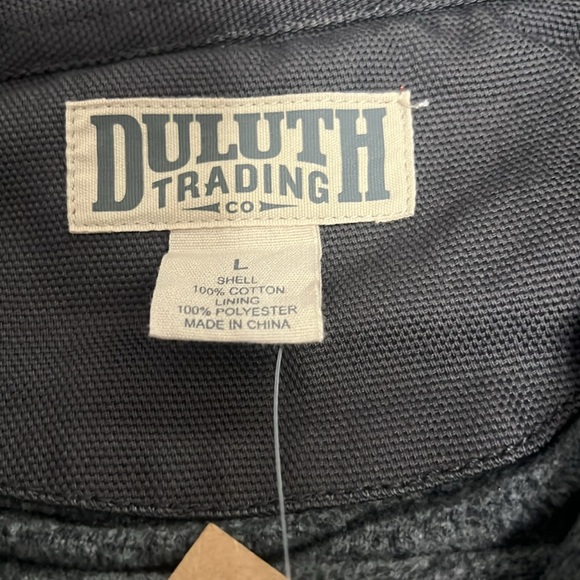 DULUTH
TRADING
CO
L
SHELL
100% COTTON
LINING
100% POLYESTER
MADE IN CHINA